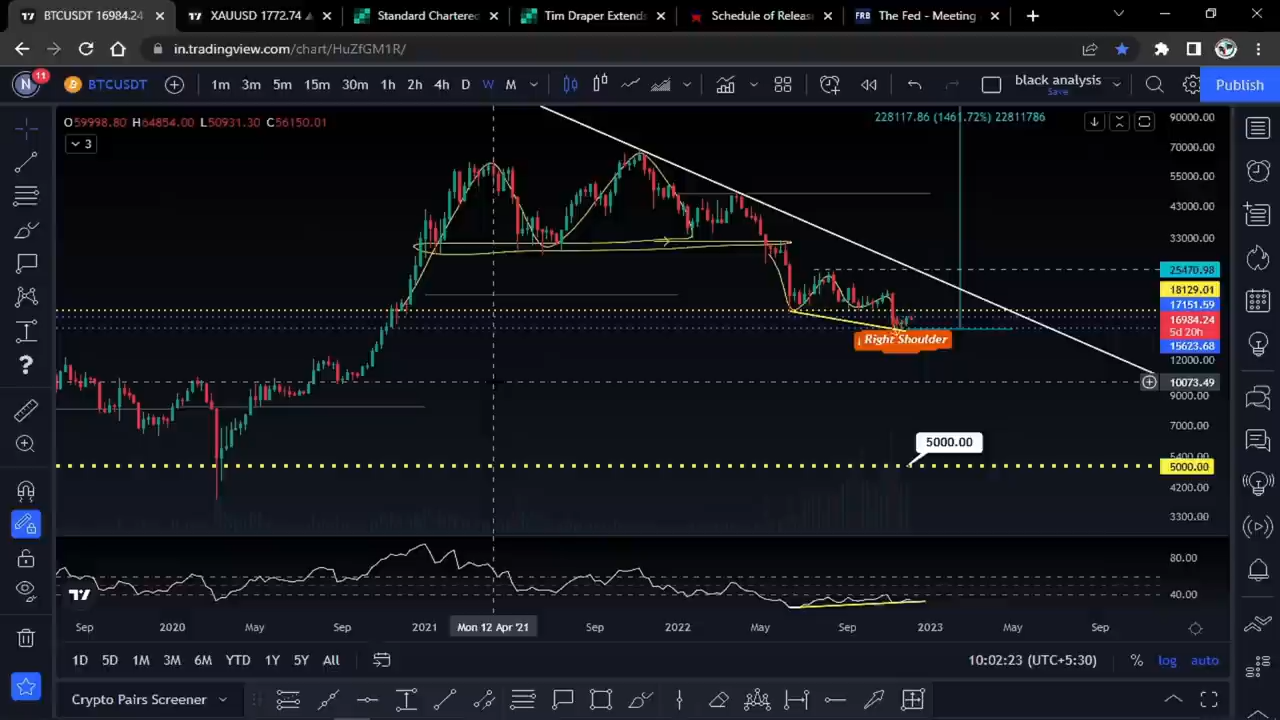 BTCUSDT 16984.24
XAUUSD 1772.74
Standard Chartered
Tim Draper Extends
Schedule of Releas
FRB
The Fed - Meeting
in.tradingview.com/chart/HuZfGM1R/
N
11
BTCUSDT
1m 3m 5m 15m 30m 1h 2h 4h D W M
black analysis
Save
Publish
O59998.80 H64854.00 L50931.30 C56150.01
3
228117.86 (1461.72%) 22811786
90000.00
70000.00
55000.00
43000.00
33000.00
25470.98
18129.01
17151.59
16984.24
5d 20h
15623.68
12000.00
10073.49
9000.00
7000.00
5400.00
5000.00
4200.00
3300.00
Right Shoulder
5000.00
80.00
40.00
Sep 2020 May Sep 2021 Mon 12 Apr '21 Sep 2022 May Sep 2023 May Sep
1D 5D 1M 3M 6M YTD 1Y 5Y All
10:02:23 (UTC+5:30)
% log auto
Crypto Pairs Screener